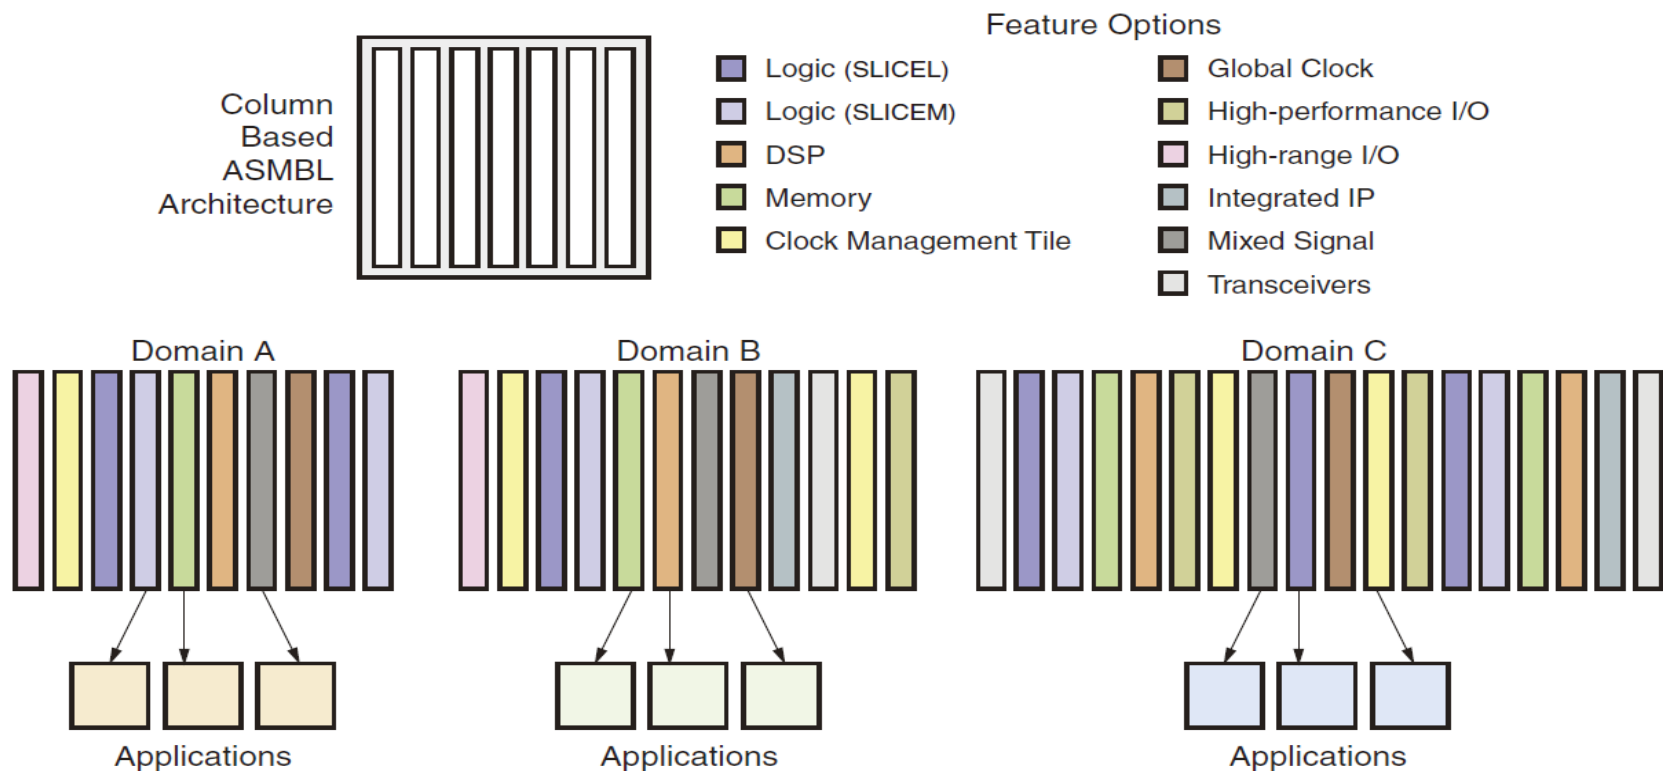 Feature Options
Column
Based
ASMBL
Architecture
Logic (SLICEL)
Logic (SLICEM)
DSP
Memory
Clock Management Tile
Global Clock
High-performance I/O
High-range I/O
Integrated IP
Mixed Signal
Transceivers
Domain A
Domain B
Domain C
Applications
Applications
Applications